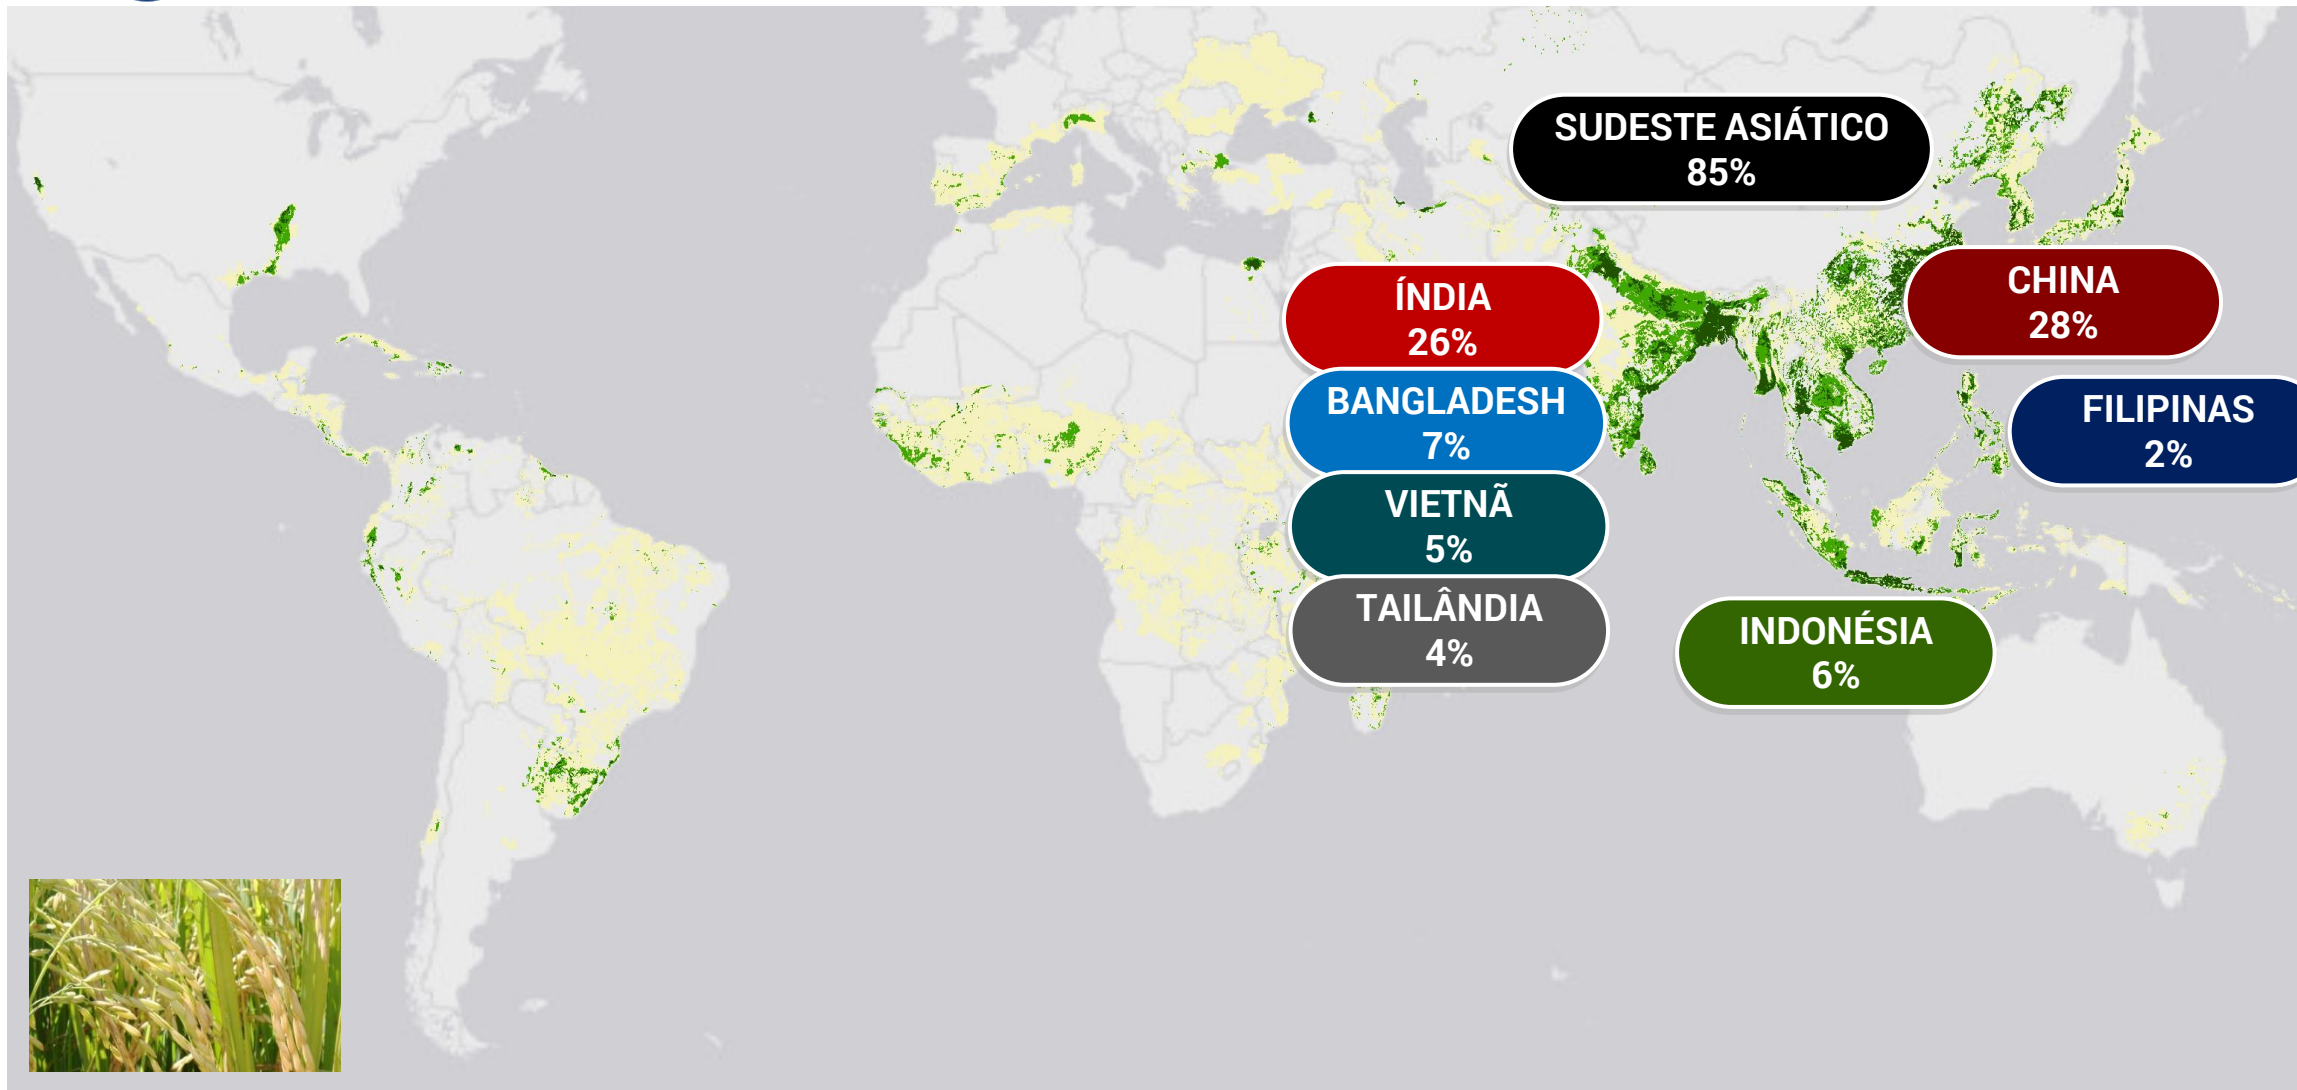 SUDESTE ASIÁTICO
85%
ÍNDIA
26%
CHINA
28%
BANGLADESH
7%
FILIPINAS
2%
VIETNÃ
5%
TAILÂNDIA
4%
INDONÉSIA
6%